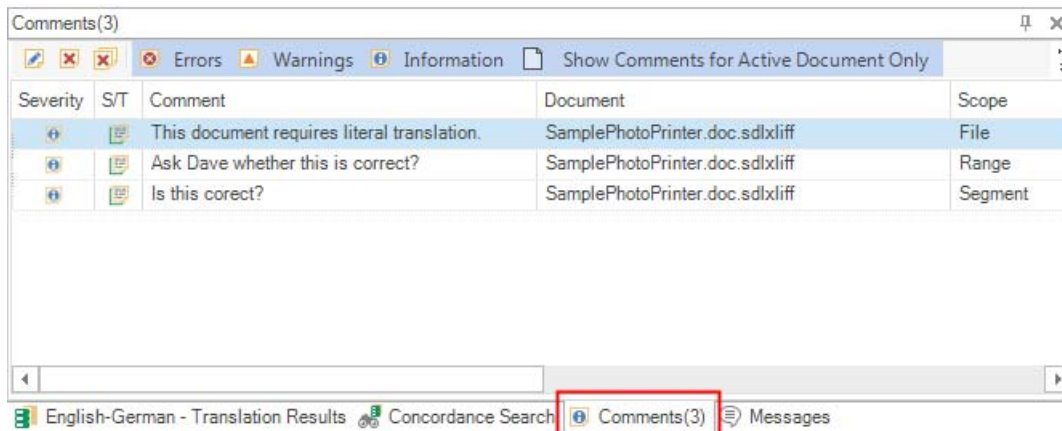 Comments(3)
Errors Warnings Information Show Comments for Active Document Only
Severity S/T Comment Document Scope
This document requires literal translation. SamplePhotoPrinter.doc.sdlxliff File
Ask Dave whether this is correct? SamplePhotoPrinter.doc.sdlxliff Range
Is this corect? SamplePhotoPrinter.doc.sdlxliff Segment
English-German - Translation Results Concordance Search Comments(3) Messages